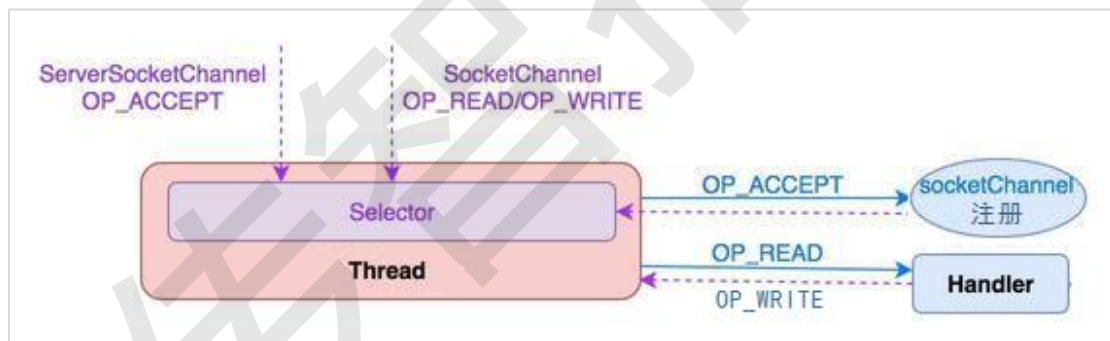 ServerSocketChannel
OP_ACCEPT
SocketChannel
OP_READ/OP_WRITE
Selector
Thread
OP_ACCEPT
socketChannel
注册
OP_READ
OP_WRITE
Handler